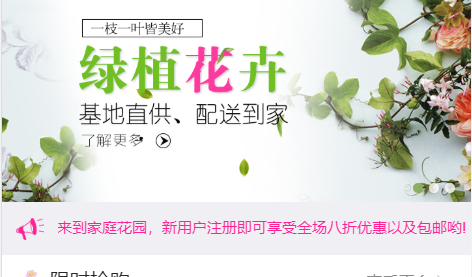 一枝一叶皆美好
绿植花卉
基地直供、配送到家
了解更多
来到家庭花园，新用户注册即可享受全场八折优惠以及包邮哟!
限时抢购